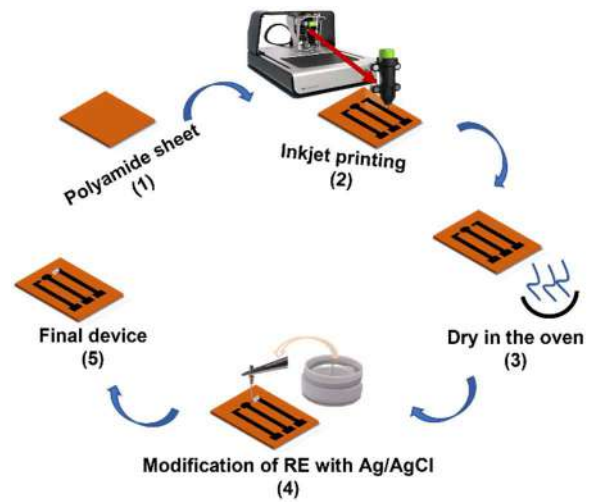 Polyamide sheet
(1)
Inkjet printing
(2)
Dry in the oven
(3)
Modification of RE with Ag/AgCl
(4)
Final device
(5)